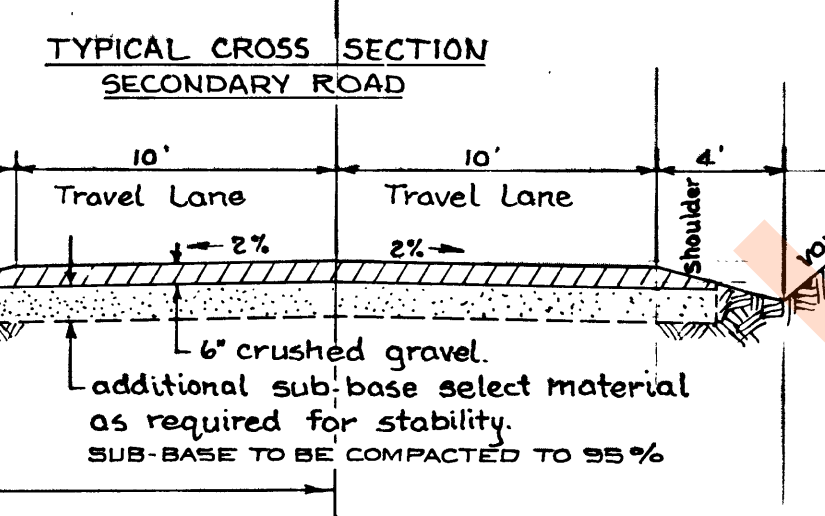 TYPICAL CROSS SECTION
SECONDARY ROAD
10' 10' 4'
Travel Lane Travel Lane
shoulder
2% 2%
6" crushed gravel.
additional sub-base select material
as required for stability.
SUB-BASE TO BE COMPACTED TO 95%